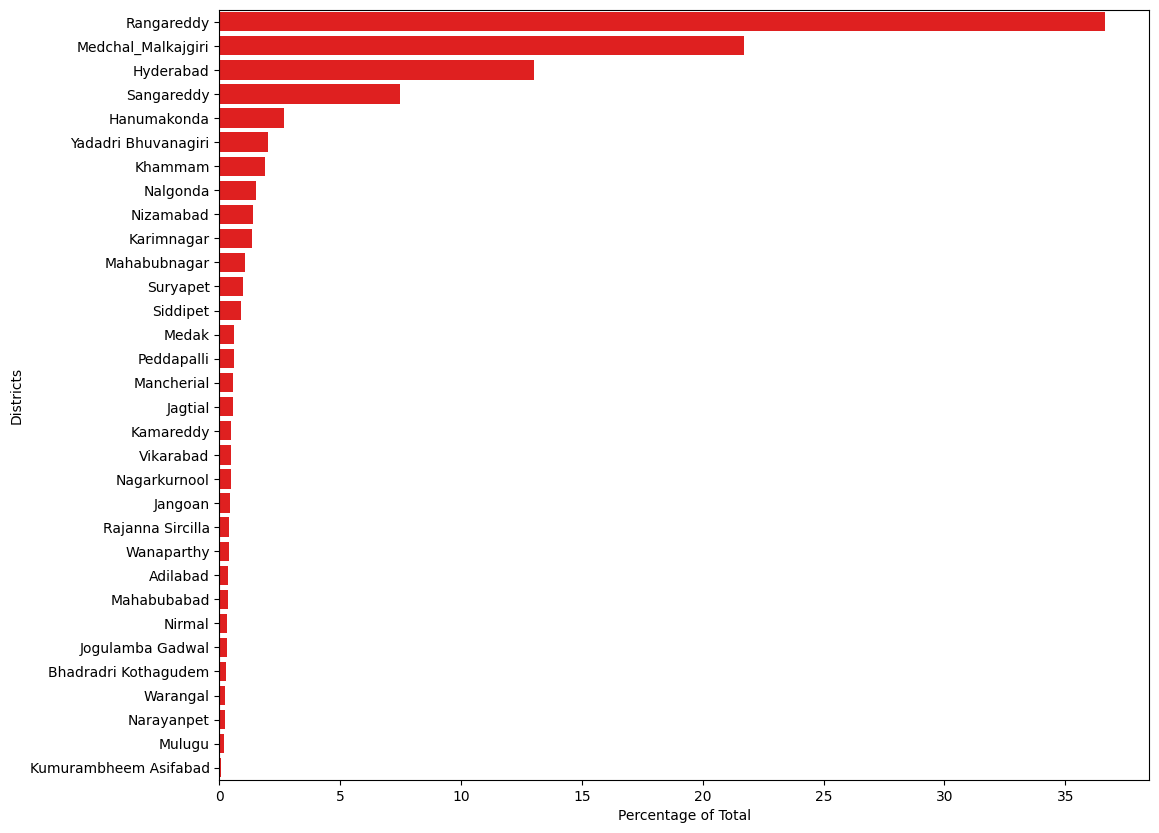 Rangareddy
Medchal_Malkajgiri
Hyderabad
Sangareddy
Hanumakonda
Yadadri Bhuvanagiri
Khammam
Nalgonda
Nizamabad
Karimnagar
Mahabubnagar
Suryapet
Siddipet
Medak
Peddapalli
Mancherial
Jagtial
Kamareddy
Vikarabad
Nagarkurnool
Jangoan
Rajanna Sircilla
Wanaparthy
Adilabad
Mahabubabad
Nirmal
Jogulamba Gadwal
Bhadradri Kothagudem
Warangal
Narayanpet
Mulugu
Kumurambheem Asifabad
Districts
0 5 10 15 20 25 30 35
Percentage of Total